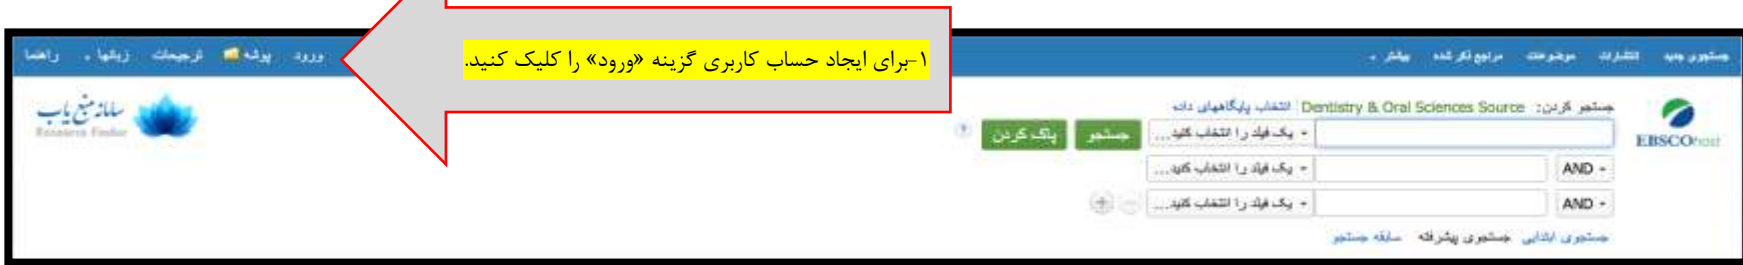 جستجوی جدید انتشارات موضوعات مراجع ذکر شده بیشتر
ورود پوشه ترجیحات زبانها راهنما
۱-برای ایجاد حساب کاربری گزینه «ورود» را کلیک کنید.
EBSCOhost
جستجو کردن: Dentistry & Oral Sciences Source انتخاب پایگاههای داده
یک فیلد را انتخاب کنید... جستجو پاک کردن ?
AND یک فیلد را انتخاب کنید...
AND یک فیلد را انتخاب کنید... + −
جستجوی ابتدایی جستجوی پیشرفته سابقه جستجو
سامانه منبع یاب
Resource Finder